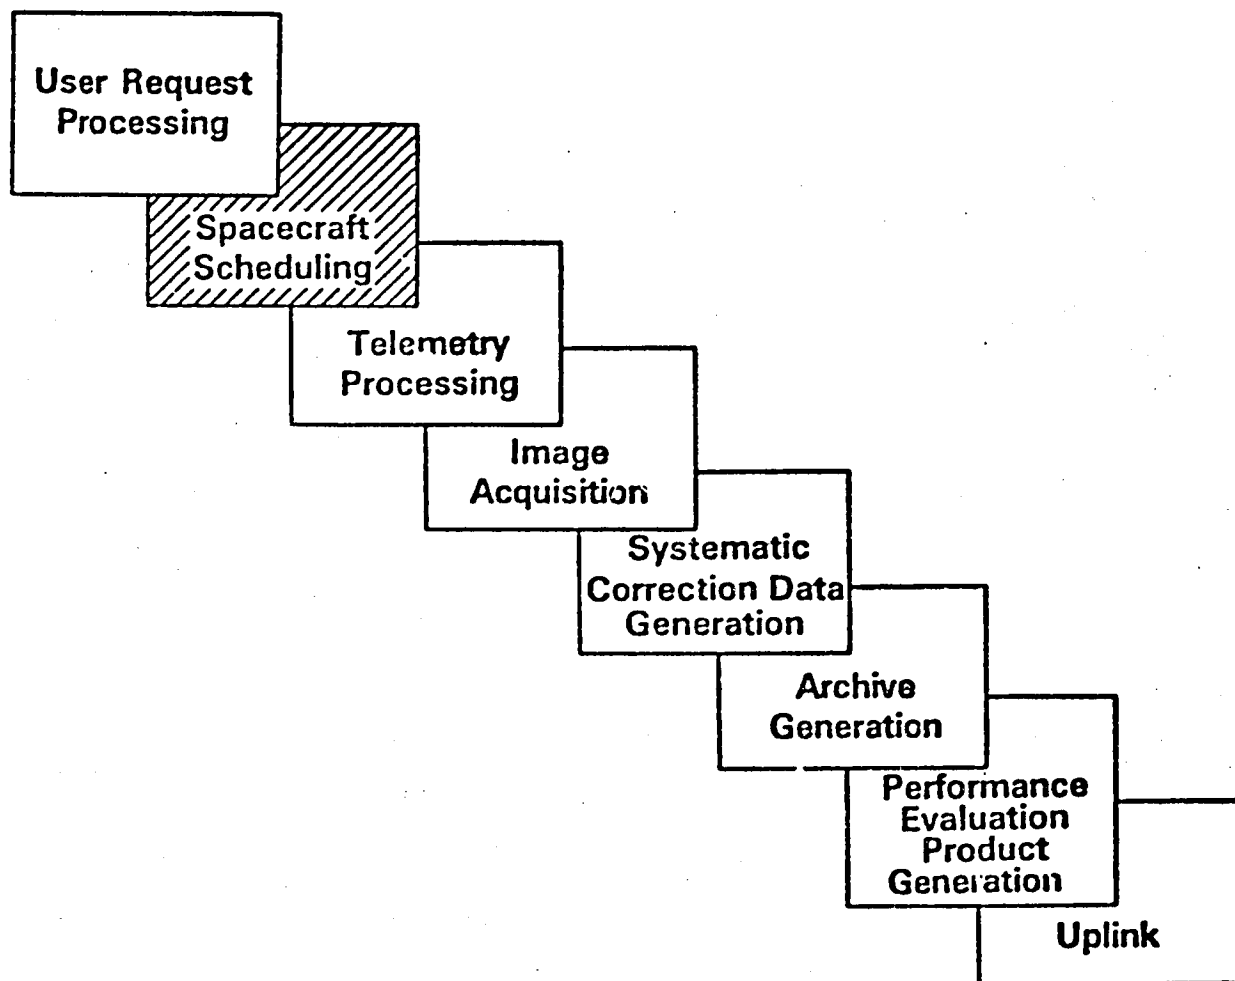 User Request
Processing
Spacecraft
Scheduling
Telemetry
Processing
Image
Acquisition
Systematic
Correction Data
Generation
Archive
Generation
Performance
Evaluation
Product
Generation
Uplink